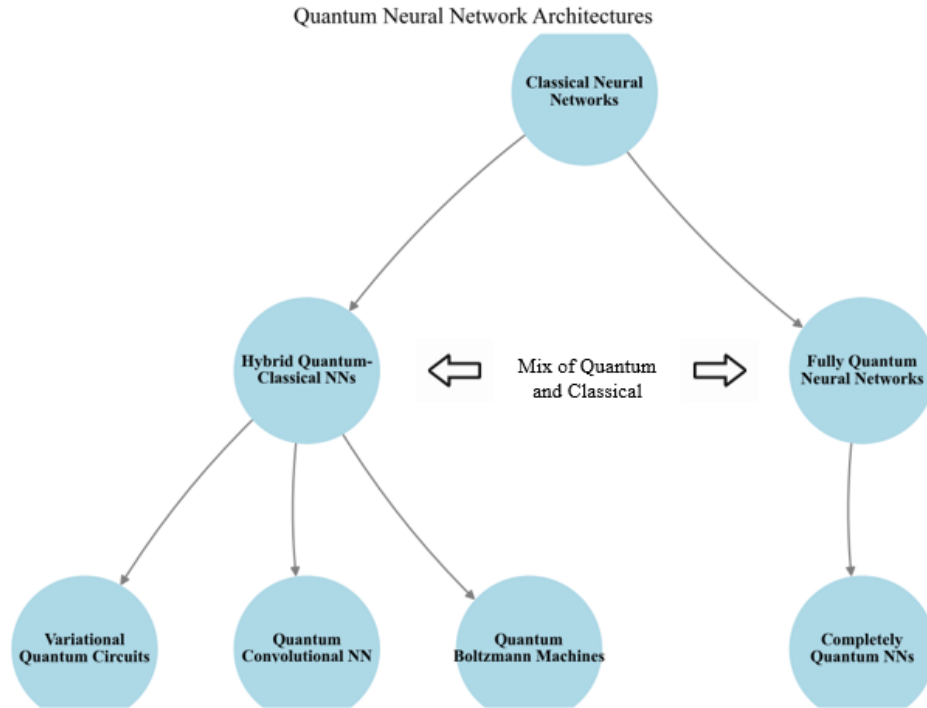 Quantum Neural Network Architectures
Classical Neural
Networks
Hybrid Quantum-
Classical NNs
Mix of Quantum
and Classical
Fully Quantum
Neural Networks
Variational
Quantum Circuits
Quantum
Convolutional NN
Quantum
Boltzmann Machines
Completely
Quantum NNs